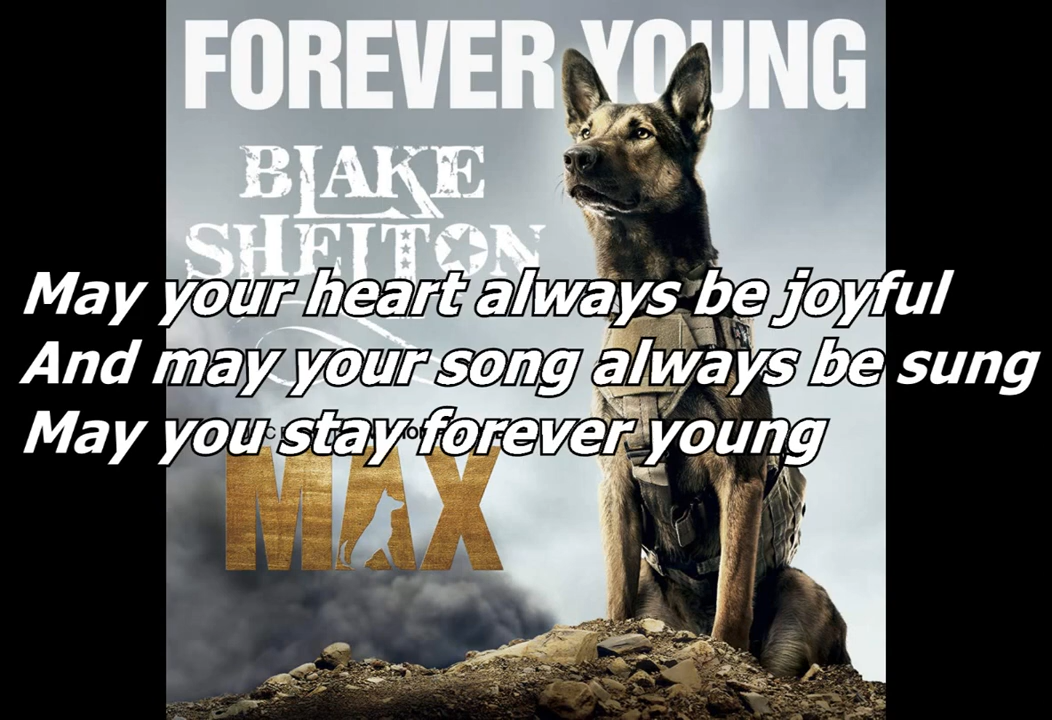 FOREVER YOUNG
BLAKE
SHELTON
May your heart always be joyful
And may your song always be sung
May you stay forever young
MAX